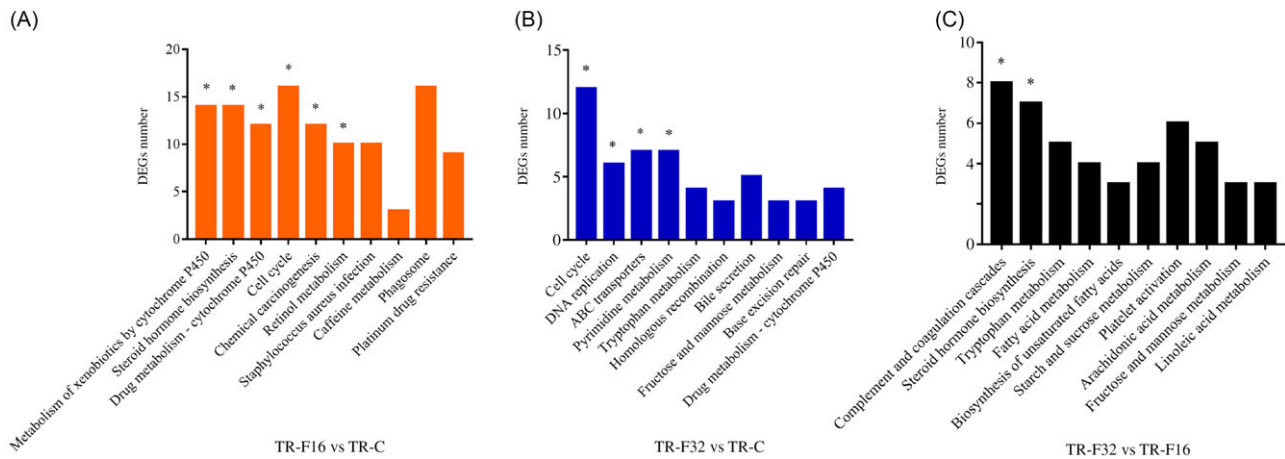 (A)
DEGs number
20
15
10
5
0
*
*
*
*
*
*
Metabolism of xenobiotics by cytochrome P450
Steroid hormone biosynthesis
Drug metabolism - cytochrome P450
Cell cycle
Chemical carcinogenesis
Retinol metabolism
Staphylococcus aureus infection
Caffeine metabolism
Phagosome
Platinum drug resistance
TR-F16 vs TR-C
(B)
DEGs number
15
10
5
0
*
*
*
*
Cell cycle
DNA replication
ABC transporters
Pyrimidine metabolism
Tryptophan metabolism
Homologous recombination
Bile secretion
Fructose and mannose metabolism
Base excision repair
Drug metabolism - cytochrome P450
TR-F32 vs TR-C
(C)
DEGs number
10
8
6
4
2
0
*
*
Complement and coagulation cascades
Steroid hormone biosynthesis
Tryptophan metabolism
Fatty acid metabolism
Biosynthesis of unsaturated fatty acids
Starch and sucrose metabolism
Platelet activation
Arachidonic acid metabolism
Fructose and mannose metabolism
Linoleic acid metabolism
TR-F32 vs TR-F16